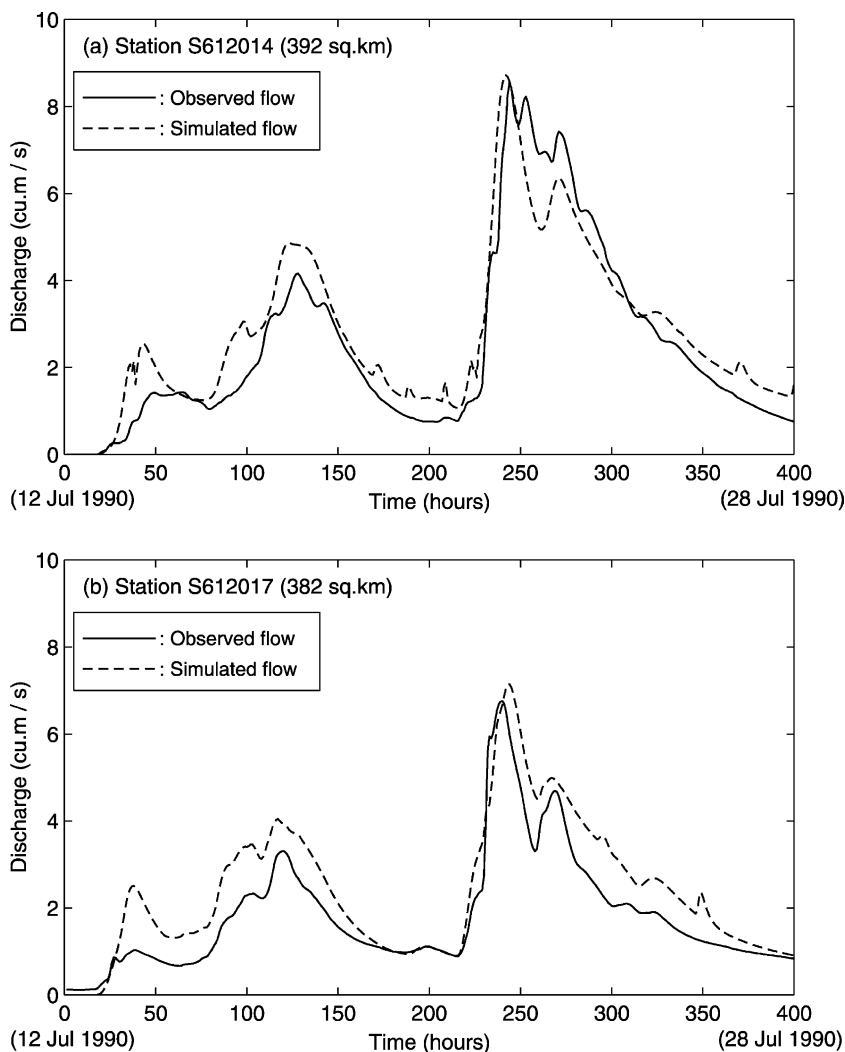 10
(a) Station S612014 (392 sq.km)
: Observed flow
: Simulated flow
8
6
4
2
0
Discharge (cu.m / s)
0 50 100 150 200 250 300 350 400
(12 Jul 1990) Time (hours) (28 Jul 1990)
10
(b) Station S612017 (382 sq.km)
: Observed flow
: Simulated flow
8
6
4
2
0
Discharge (cu.m / s)
0 50 100 150 200 250 300 350 400
(12 Jul 1990) Time (hours) (28 Jul 1990)